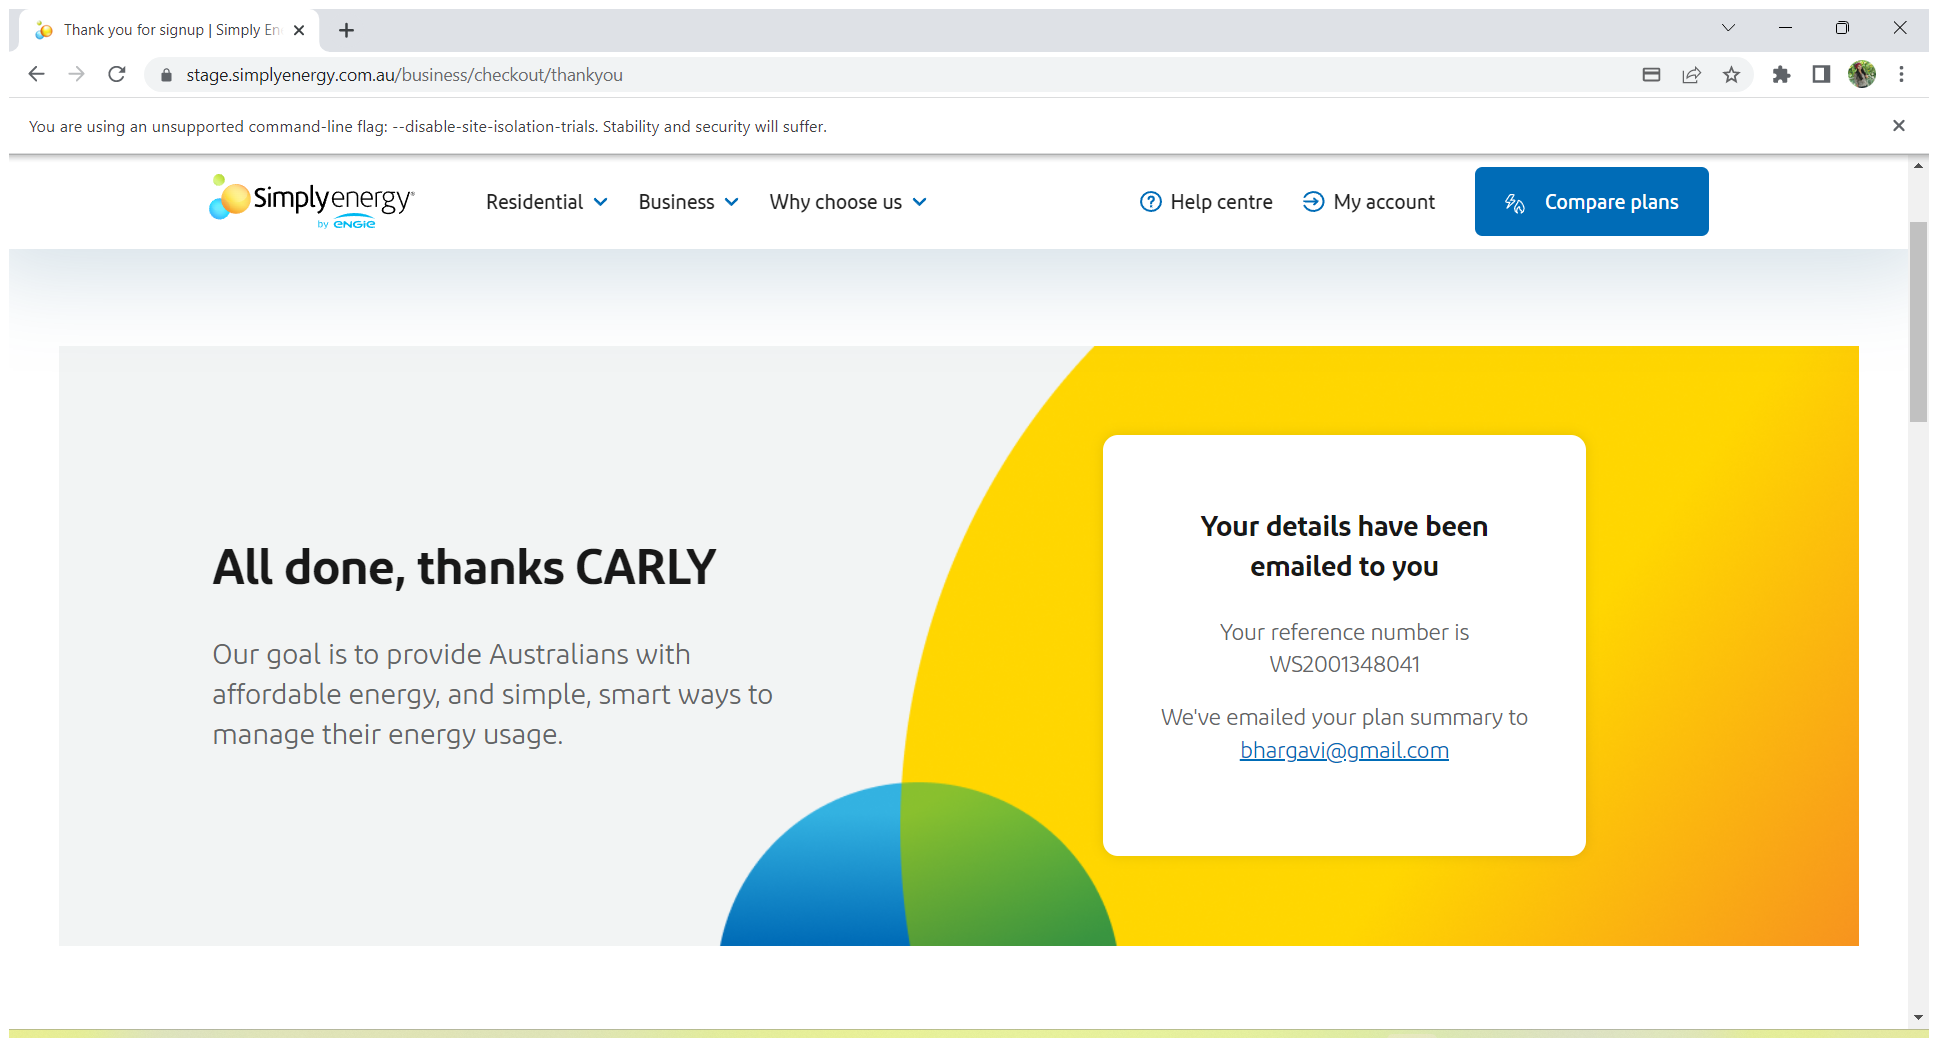 Thank you for signup | Simply En
stage.simplyenergy.com.au/business/checkout/thankyou
You are using an unsupported command-line flag: --disable-site-isolation-trials. Stability and security will suffer.
Simplyenergy®
by ENGIE
Residential
Business
Why choose us
Help centre
My account
Compare plans
All done, thanks CARLY
Our goal is to provide Australians with
affordable energy, and simple, smart ways to
manage their energy usage.
Your details have been
emailed to you
Your reference number is
WS2001348041
We've emailed your plan summary to
bhargavi@gmail.com